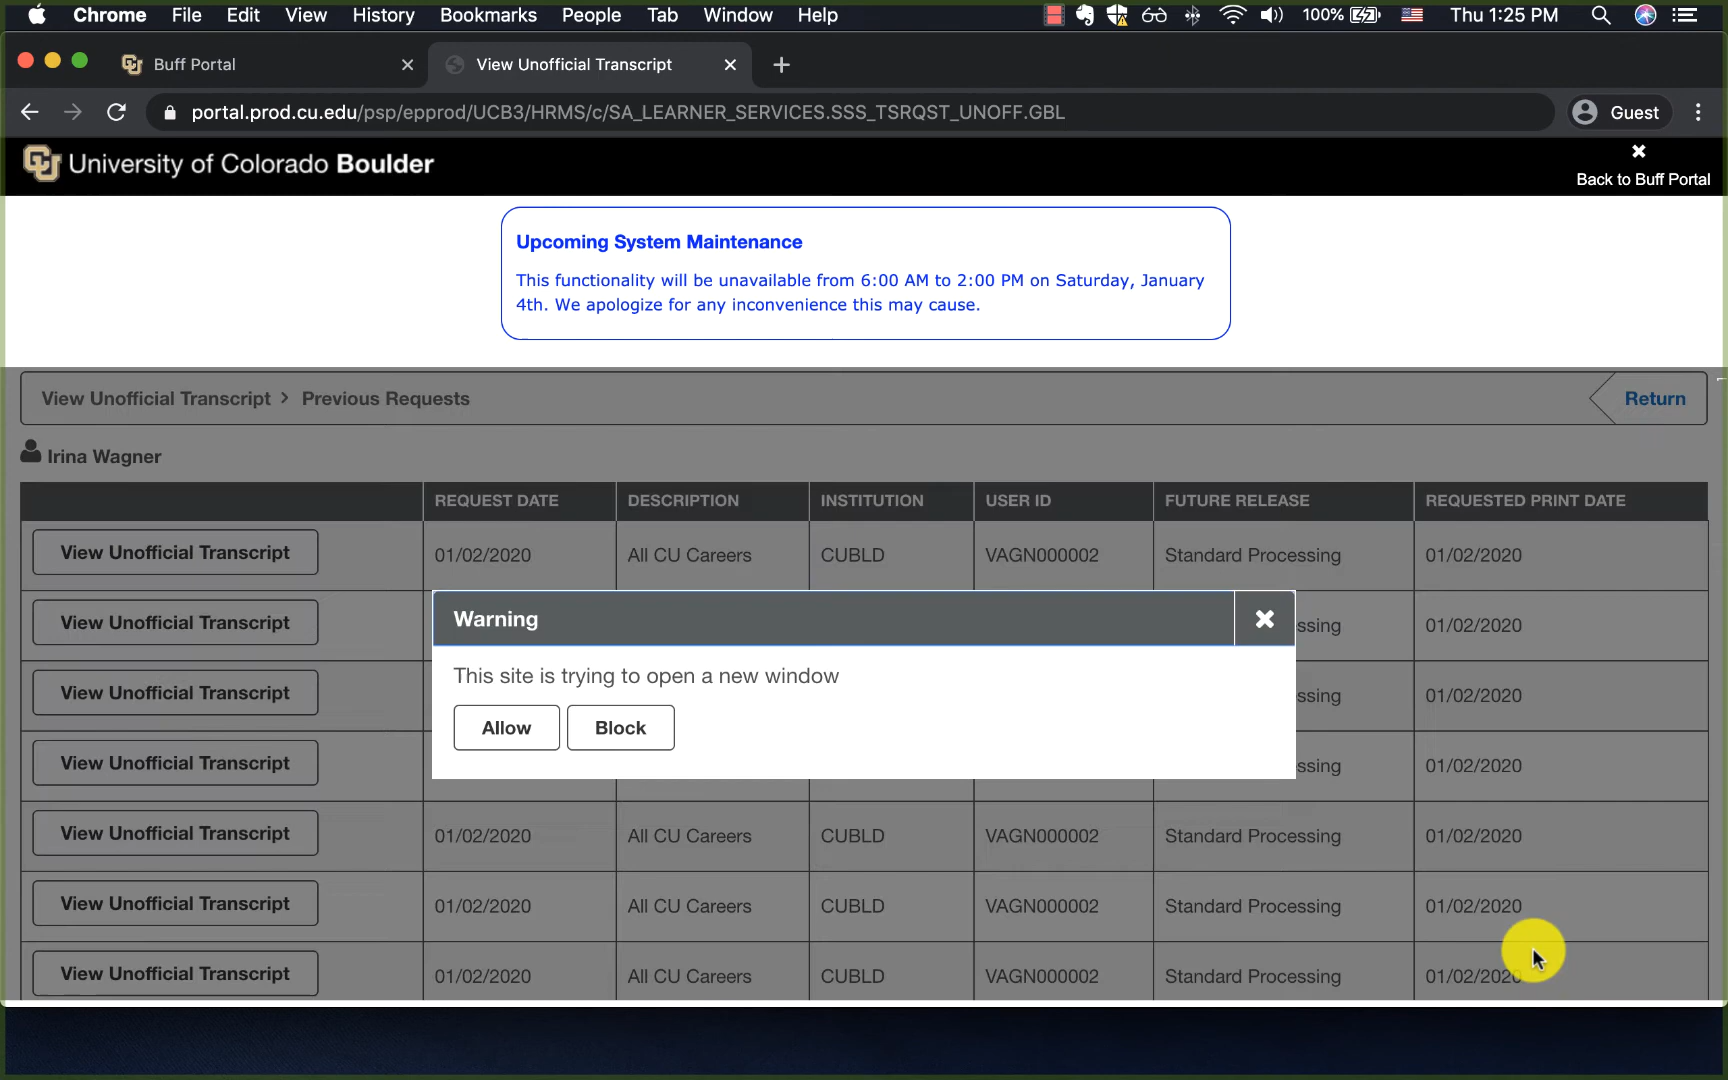 Chrome File Edit View History Bookmarks People Tab Window Help 100% Thu 1:25 PM
Buff Portal View Unofficial Transcript
portal.prod.cu.edu/psp/epprod/UCB3/HRMS/c/SA_LEARNER_SERVICES.SSS_TSRQST_UNOFF.GBL Guest
CU University of Colorado Boulder
Back to Buff Portal
Upcoming System Maintenance
This functionality will be unavailable from 6:00 AM to 2:00 PM on Saturday, January
4th. We apologize for any inconvenience this may cause.
View Unofficial Transcript > Previous Requests Return
Irina Wagner
REQUEST DATE DESCRIPTION INSTITUTION USER ID FUTURE RELEASE REQUESTED PRINT DATE
View Unofficial Transcript 01/02/2020 All CU Careers CUBLD VAGN000002 Standard Processing 01/02/2020
View Unofficial Transcript ssing 01/02/2020
Warning
View Unofficial Transcript ssing 01/02/2020
This site is trying to open a new window
Allow Block
View Unofficial Transcript ssing 01/02/2020
View Unofficial Transcript 01/02/2020 All CU Careers CUBLD VAGN000002 Standard Processing 01/02/2020
View Unofficial Transcript 01/02/2020 All CU Careers CUBLD VAGN000002 Standard Processing 01/02/2020
View Unofficial Transcript 01/02/2020 All CU Careers CUBLD VAGN000002 Standard Processing 01/02/2020